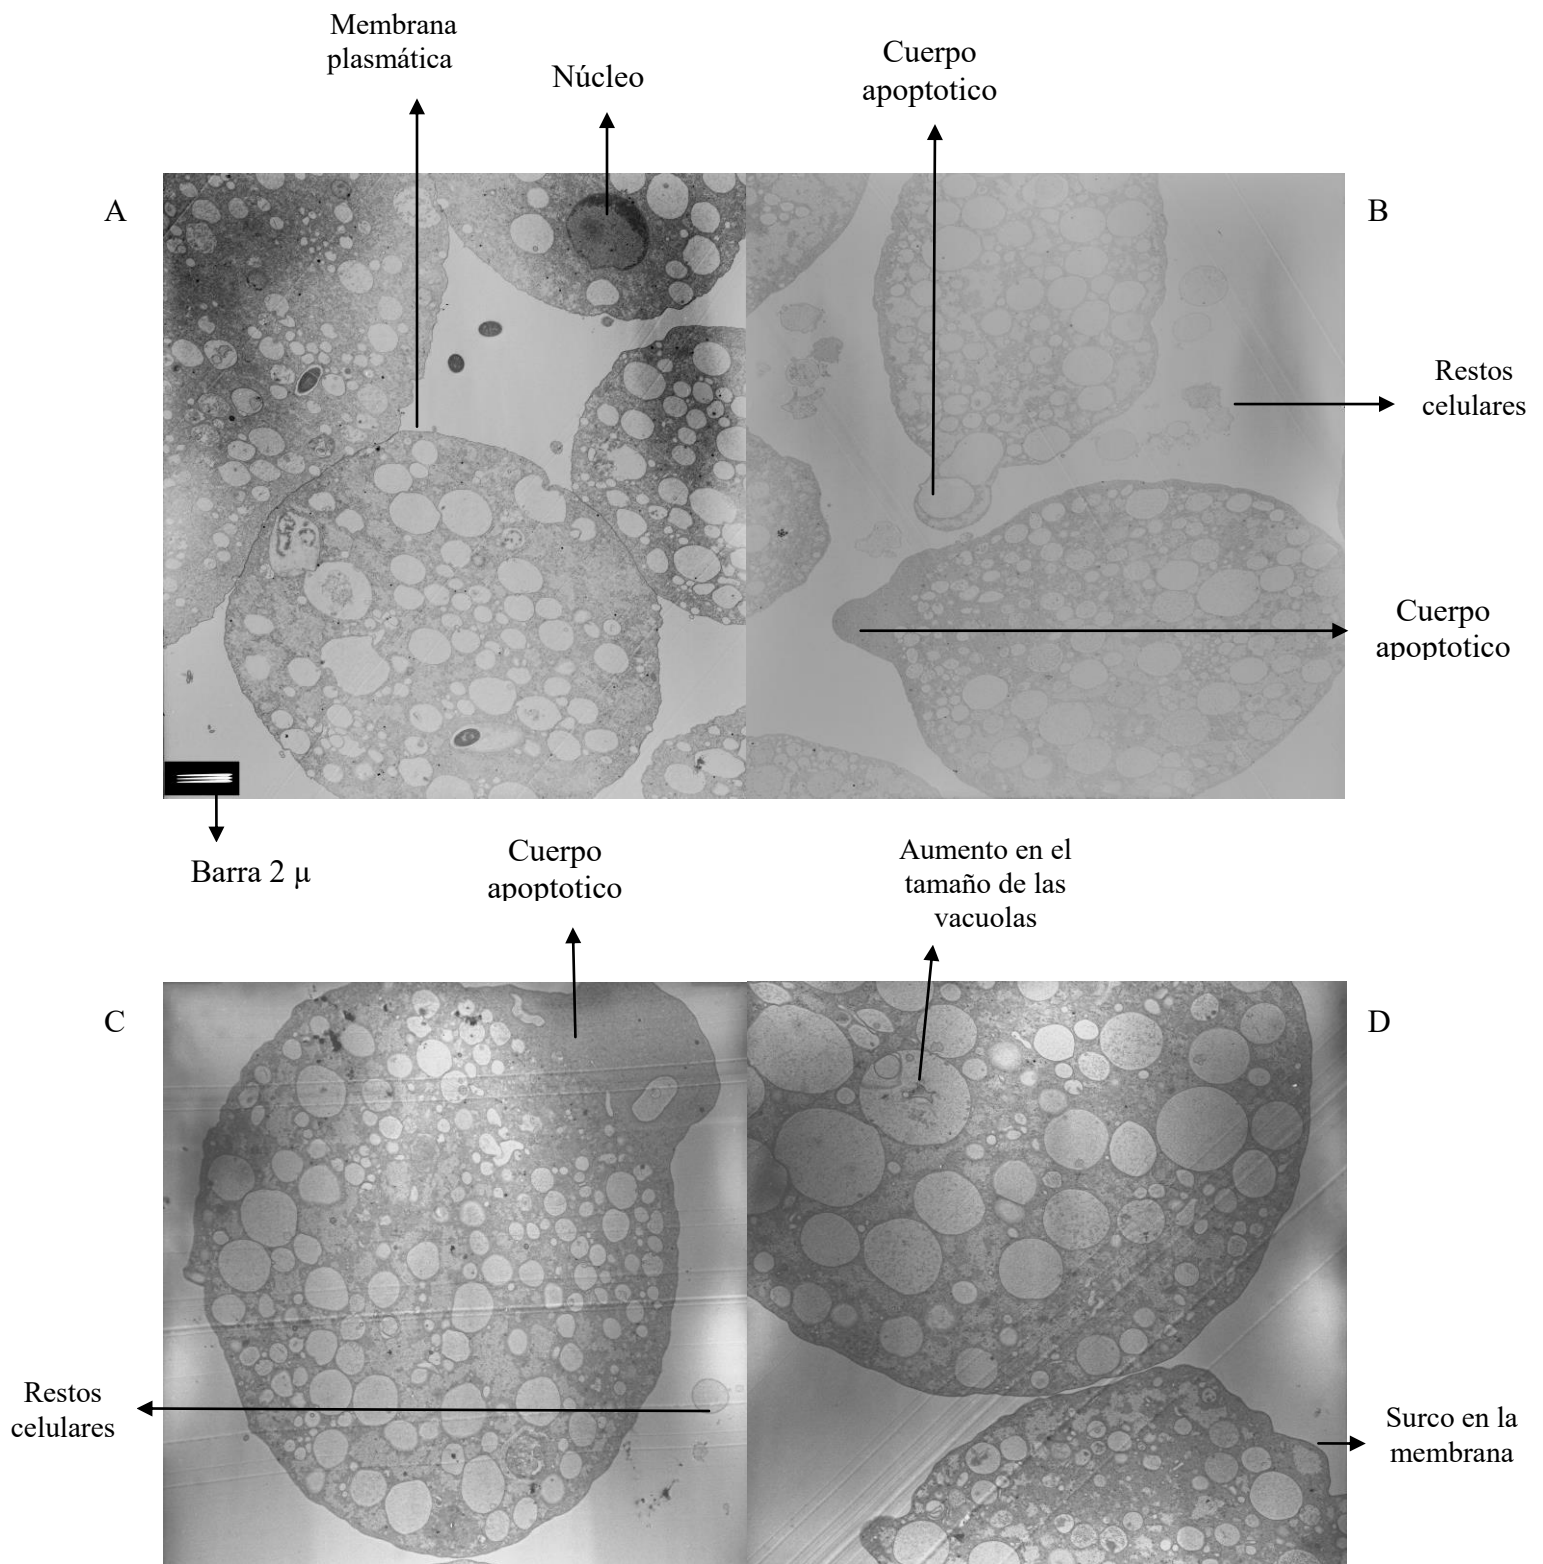 Membrana
plasmática
Núcleo
Cuerpo
apoptotico
A
B
Restos
celulares
Cuerpo
apoptotico
Barra 2 µ
Cuerpo
apoptotico
Aumento en el
tamaño de las
vacuolas
C
D
Restos
celulares
Surco en la
membrana